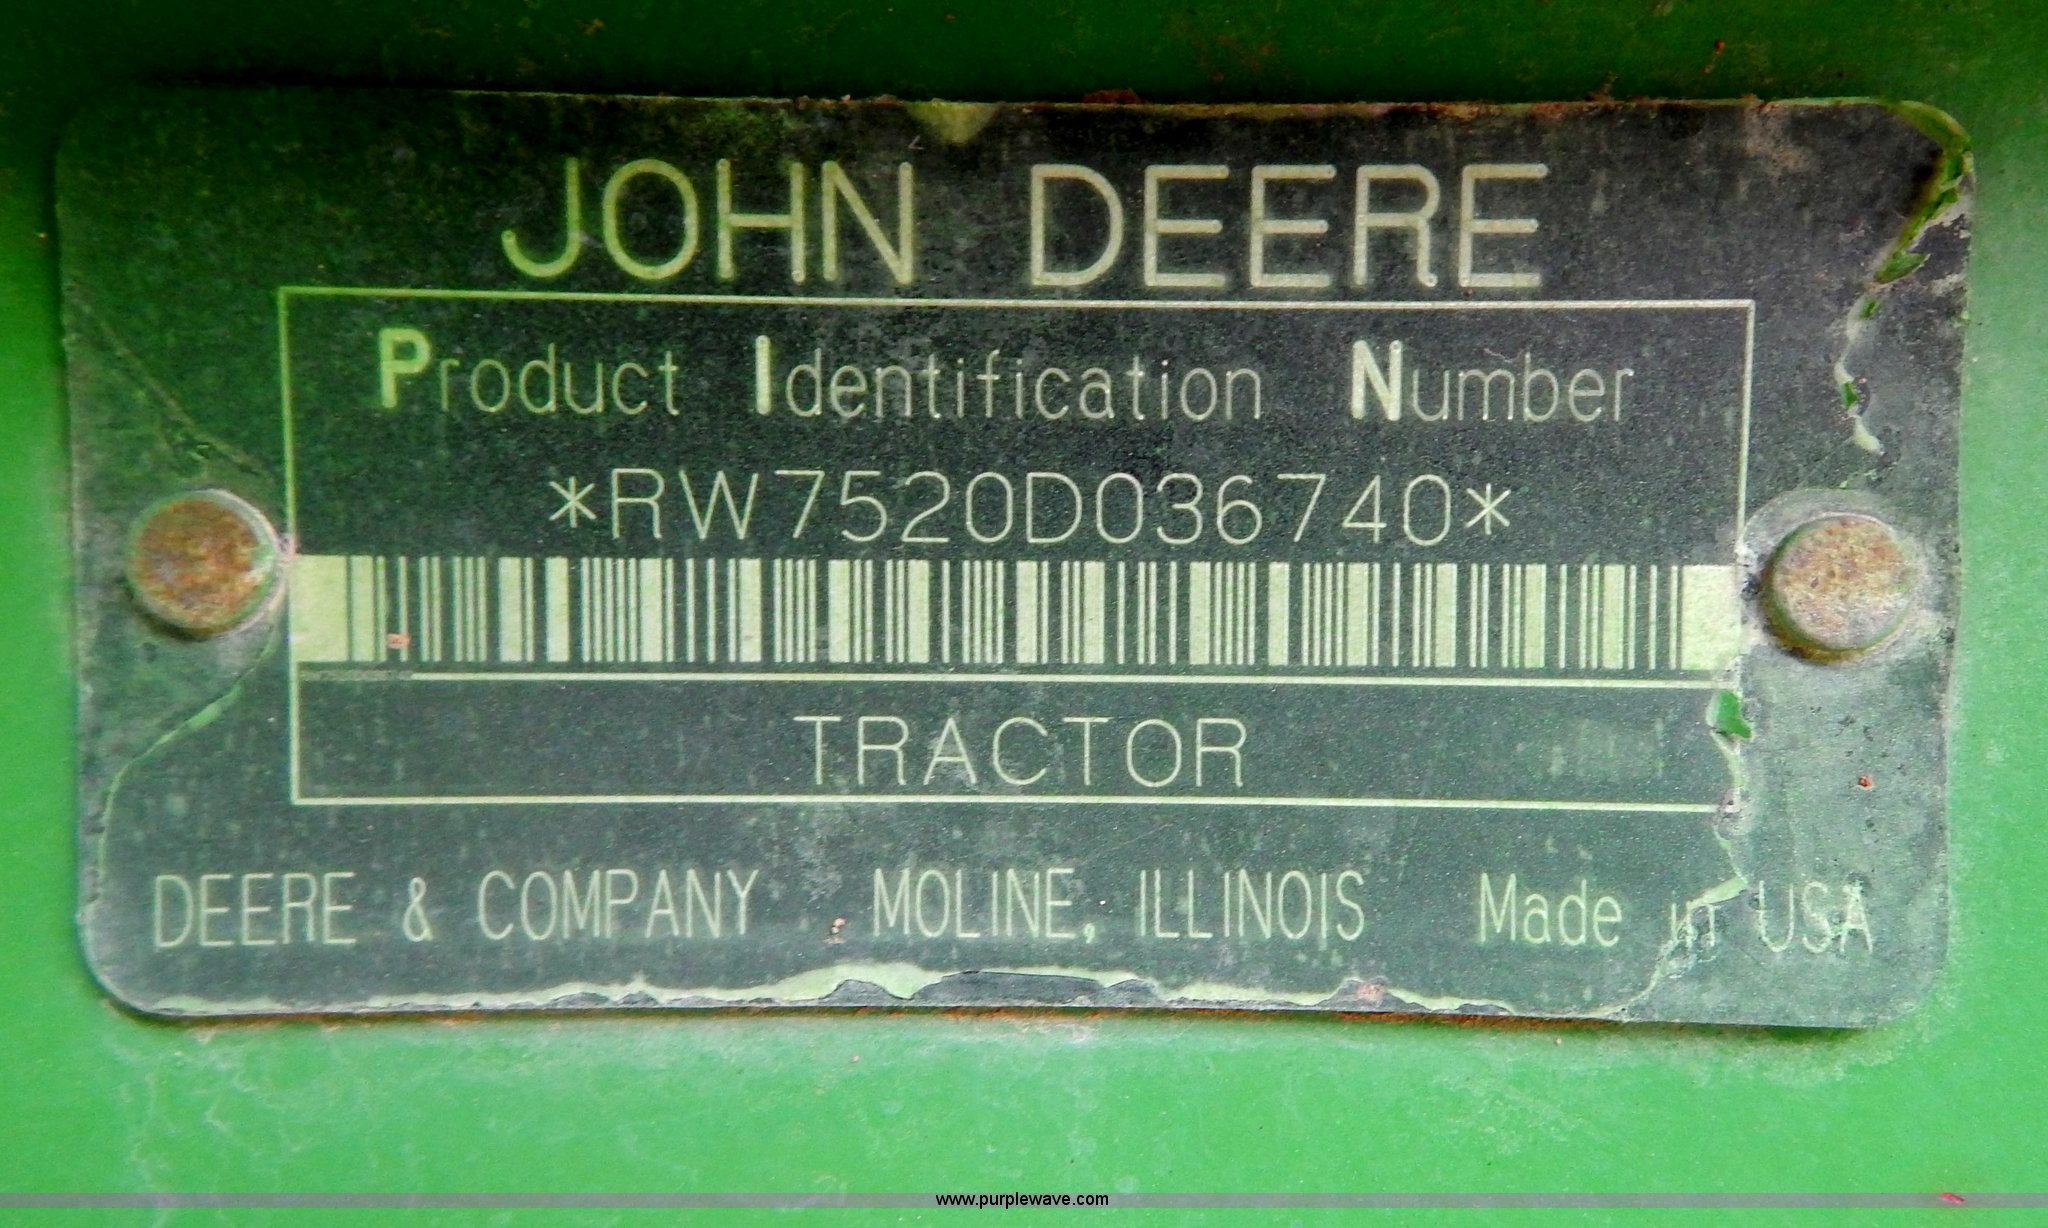 JOHN DEERE
Product Identification Number
*RW7520D036740*
TRACTOR
DEERE & COMPANY MOLINE, ILLINOIS Made in USA
www.purplewave.com